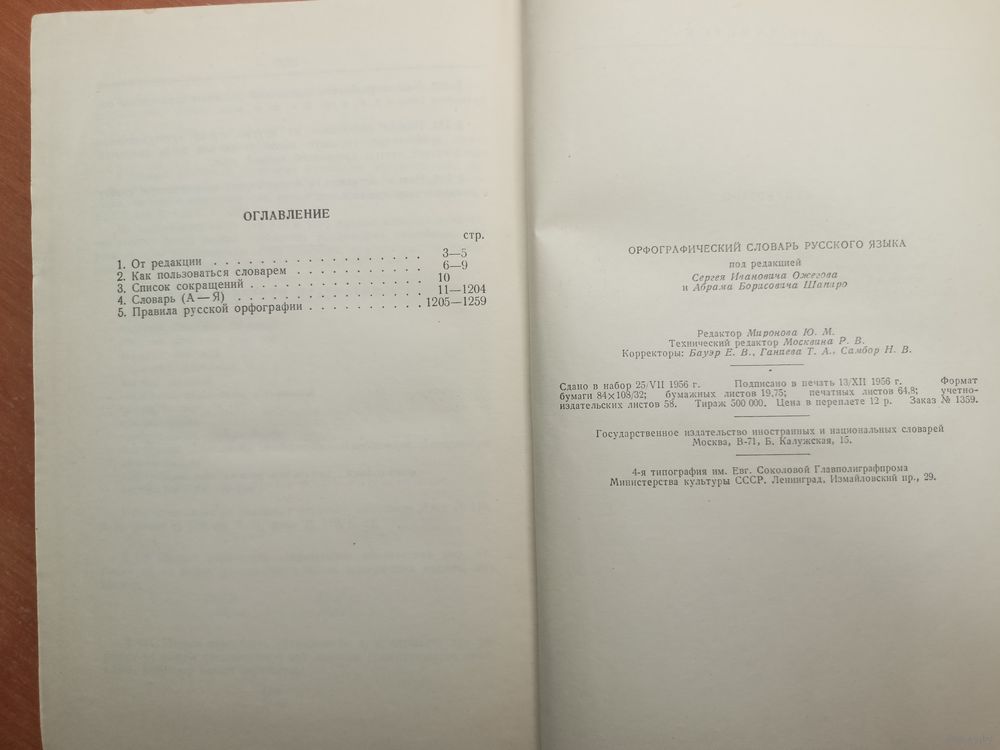 ОГЛАВЛЕНИЕ
стр.
1. От редакции . . . . . . . . . . . . . . . . . . 3—5
2. Как пользоваться словарем . . . . . . . . . . . 6—9
3. Список сокращений . . . . . . . . . . . . . . . 10
4. Словарь (А—Я) . . . . . . . . . . . . . . . . 11—1204
5. Правила русской орфографии . . . . . . . . . . 1205—1259
ОРФОГРАФИЧЕСКИЙ СЛОВАРЬ РУССКОГО ЯЗЫКА
под редакцией
Сергея Ивановича Ожегова
и Абрама Борисовича Шапиро
Редактор Миронова Ю. М.
Технический редактор Москвина Р. В.
Корректоры: Бауэр Е. В., Ганиева Т. А., Самбор Н. В.
Сдано в набор 25/VII 1956 г. Подписано в печать 13/XII 1956 г. Формат
бумаги 84×108/32; бумажных листов 19,75; печатных листов 64,8; учетно-
издательских листов 58. Тираж 500 000. Цена в переплете 12 р. Заказ № 1359.
Государственное издательство иностранных и национальных словарей
Москва, В-71, Б. Калужская, 15.
4-я типография им. Евг. Соколовой Главполиграфпрома
Министерства культуры СССР. Ленинград, Измайловский пр., 29.